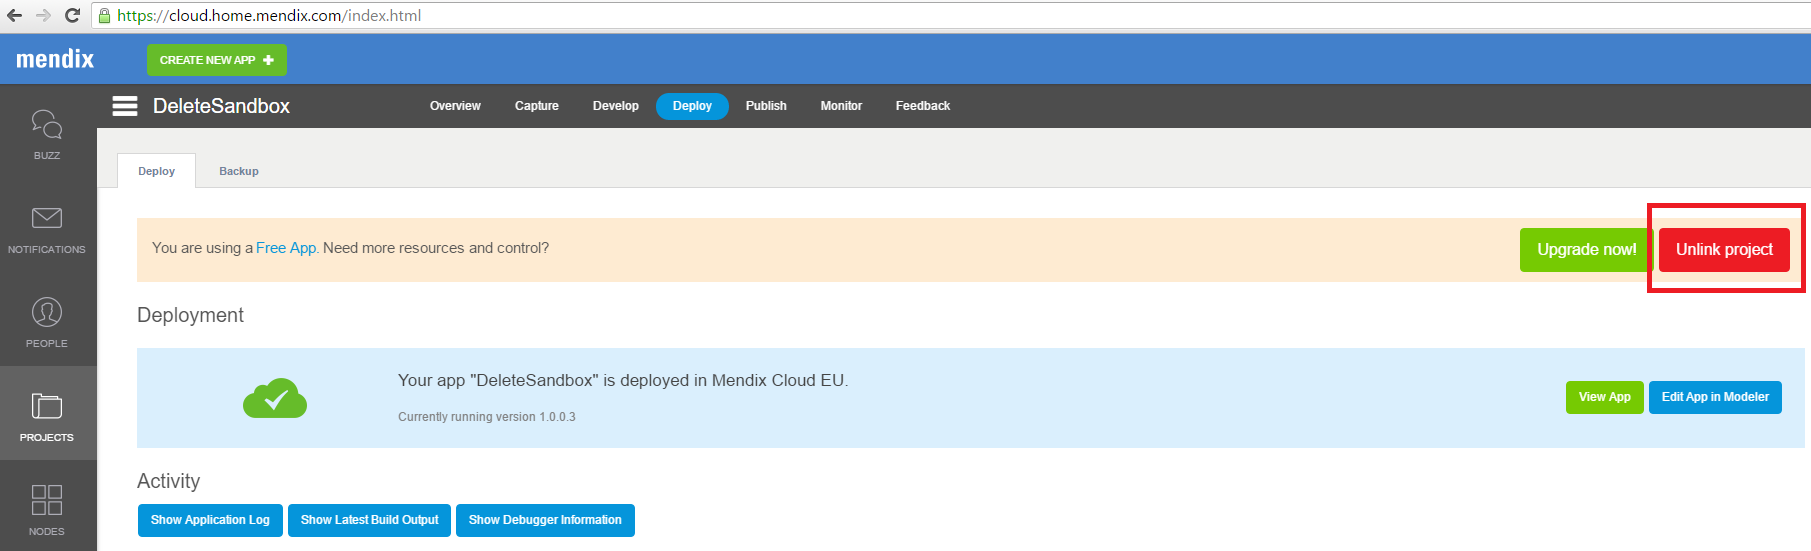 https://cloud.home.mendix.com/index.html
mendix
CREATE NEW APP
DeleteSandbox
Overview Capture Develop Deploy Publish Monitor Feedback
BUZZ
NOTIFICATIONS
PEOPLE
PROJECTS
NODES
Deploy Backup
You are using a Free App. Need more resources and control?
Upgrade now! Unlink project
Deployment
Your app "DeleteSandbox" is deployed in Mendix Cloud EU.
Currently running version 1.0.0.3
View App Edit App in Modeler
Activity
Show Application Log Show Latest Build Output Show Debugger Information